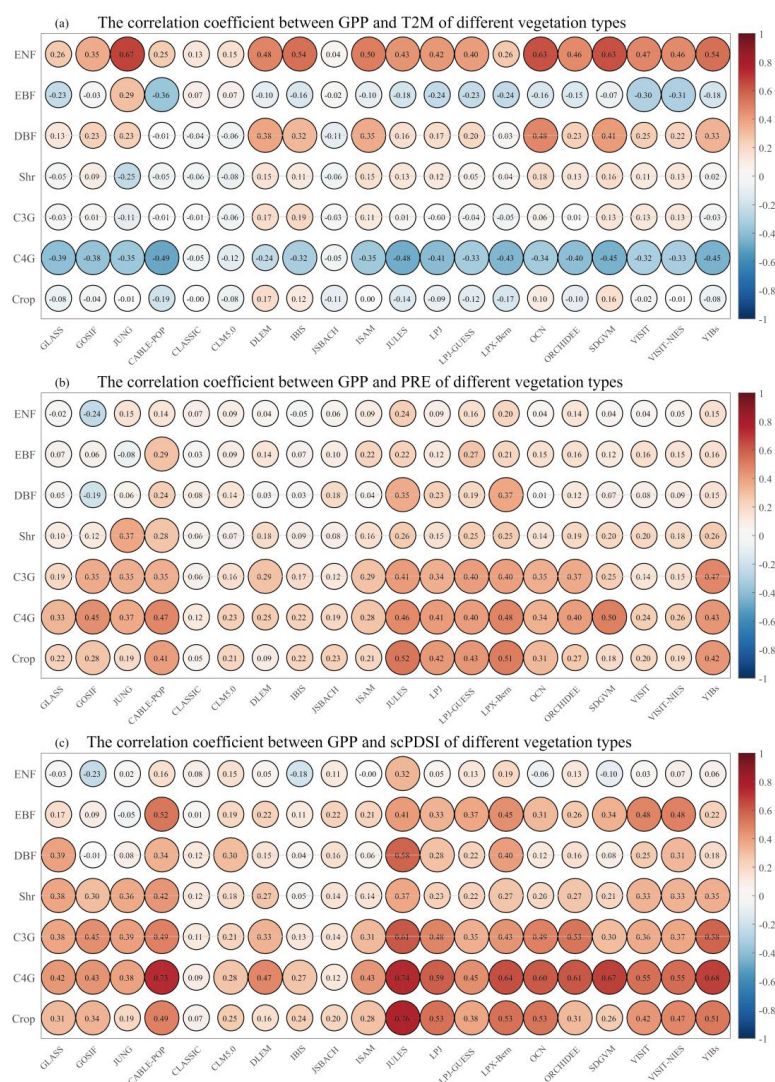 (a) The correlation coefficient between GPP and T2M of different vegetation types
ENF 0.26 0.35 0.67 0.25 0.13 0.15 0.48 0.54 0.04 0.50 0.43 0.42 0.40 0.26 0.63 0.46 0.63 0.47 0.46 0.54
EBF -0.23 -0.03 0.29 -0.36 0.07 0.07 -0.10 -0.16 -0.02 -0.10 -0.18 -0.24 -0.23 -0.24 -0.16 -0.15 -0.07 -0.30 -0.31 -0.18
DBF 0.13 0.23 0.23 -0.01 -0.04 -0.06 0.38 0.32 -0.11 0.35 0.16 0.17 0.20 0.03 0.48 0.23 0.41 0.25 0.22 0.33
Shr -0.05 0.09 -0.25 -0.05 -0.06 -0.08 0.15 0.11 -0.06 0.15 0.13 0.12 0.05 0.04 0.18 0.13 0.16 0.11 0.13 0.02
C3G -0.03 0.01 -0.11 -0.01 -0.01 -0.06 0.17 0.19 -0.03 0.11 0.01 -0.00 -0.04 -0.05 0.06 0.01 0.13 0.13 0.13 -0.03
C4G -0.39 -0.38 -0.35 -0.49 -0.05 -0.12 -0.24 -0.32 -0.05 -0.35 -0.48 -0.41 -0.33 -0.43 -0.34 -0.40 -0.45 -0.32 -0.33 -0.45
Crop -0.08 -0.04 -0.01 -0.19 -0.00 -0.08 0.17 0.12 -0.11 0.00 -0.14 -0.09 -0.12 -0.17 0.10 -0.10 0.16 -0.02 -0.01 -0.08
GLASS GOSIF JUNG CABLE-POP CLASSIC CLM5.0 DLEM IBIS JSBACH ISAM JULES LPJ LPJ-GUESS LPX-Bern OCN ORCHIDEE SDGVM VISIT VISIT-NIES YIBs
1
0.8
0.6
0.4
0.2
0
-0.2
-0.4
-0.6
-0.8
-1
(b) The correlation coefficient between GPP and PRE of different vegetation types
ENF -0.02 -0.24 0.15 0.14 0.07 0.09 0.04 -0.05 0.06 0.09 0.24 0.09 0.16 0.20 0.04 0.14 0.04 0.04 0.05 0.15
EBF 0.07 0.06 -0.08 0.29 0.03 0.09 0.14 0.07 0.10 0.22 0.22 0.12 0.27 0.21 0.15 0.16 0.12 0.16 0.15 0.16
DBF 0.05 -0.19 0.06 0.24 0.08 0.14 0.03 0.03 0.18 0.04 0.35 0.23 0.19 0.37 0.01 0.12 0.07 0.08 0.09 0.15
Shr 0.10 0.12 0.37 0.28 0.06 0.07 0.18 0.09 0.08 0.16 0.26 0.15 0.25 0.25 0.14 0.19 0.20 0.20 0.18 0.26
C3G 0.19 0.35 0.35 0.35 0.06 0.16 0.29 0.17 0.12 0.29 0.41 0.34 0.40 0.40 0.35 0.37 0.25 0.14 0.15 0.47
C4G 0.33 0.45 0.37 0.47 0.12 0.23 0.25 0.22 0.19 0.28 0.46 0.41 0.40 0.48 0.34 0.40 0.50 0.24 0.26 0.43
Crop 0.22 0.28 0.19 0.41 0.05 0.21 0.09 0.22 0.23 0.21 0.52 0.42 0.43 0.51 0.31 0.27 0.18 0.20 0.19 0.42
GLASS GOSIF JUNG CABLE-POP CLASSIC CLM5.0 DLEM IBIS JSBACH ISAM JULES LPJ LPJ-GUESS LPX-Bern OCN ORCHIDEE SDGVM VISIT VISIT-NIES YIBs
1
0.8
0.6
0.4
0.2
0
-0.2
-0.4
-0.6
-0.8
-1
(c) The correlation coefficient between GPP and scPDSI of different vegetation types
ENF -0.03 -0.23 0.02 0.16 0.08 0.15 0.05 -0.18 0.11 -0.00 0.32 0.05 0.13 0.19 -0.06 0.13 -0.10 0.03 0.07 0.06
EBF 0.17 0.09 -0.05 0.52 0.01 0.19 0.22 0.11 0.22 0.21 0.41 0.33 0.37 0.45 0.31 0.26 0.34 0.48 0.48 0.22
DBF 0.39 -0.01 0.08 0.34 0.12 0.30 0.15 0.04 0.16 0.06 0.58 0.28 0.22 0.40 0.12 0.16 0.08 0.25 0.31 0.18
Shr 0.38 0.30 0.36 0.42 0.12 0.18 0.27 0.05 0.14 0.14 0.37 0.23 0.22 0.27 0.20 0.27 0.21 0.33 0.33 0.35
C3G 0.38 0.45 0.39 0.49 0.11 0.21 0.33 0.13 0.14 0.31 0.61 0.48 0.35 0.43 0.49 0.53 0.30 0.36 0.37 0.58
C4G 0.42 0.43 0.38 0.73 0.09 0.28 0.47 0.27 0.12 0.43 0.74 0.59 0.45 0.64 0.60 0.61 0.67 0.55 0.55 0.68
Crop 0.31 0.34 0.19 0.49 0.07 0.25 0.16 0.24 0.20 0.28 0.76 0.53 0.38 0.53 0.53 0.31 0.26 0.42 0.47 0.51
GLASS GOSIF JUNG CABLE-POP CLASSIC CLM5.0 DLEM IBIS JSBACH ISAM JULES LPJ LPJ-GUESS LPX-Bern OCN ORCHIDEE SDGVM VISIT VISIT-NIES YIBs
1
0.8
0.6
0.4
0.2
0
-0.2
-0.4
-0.6
-0.8
-1